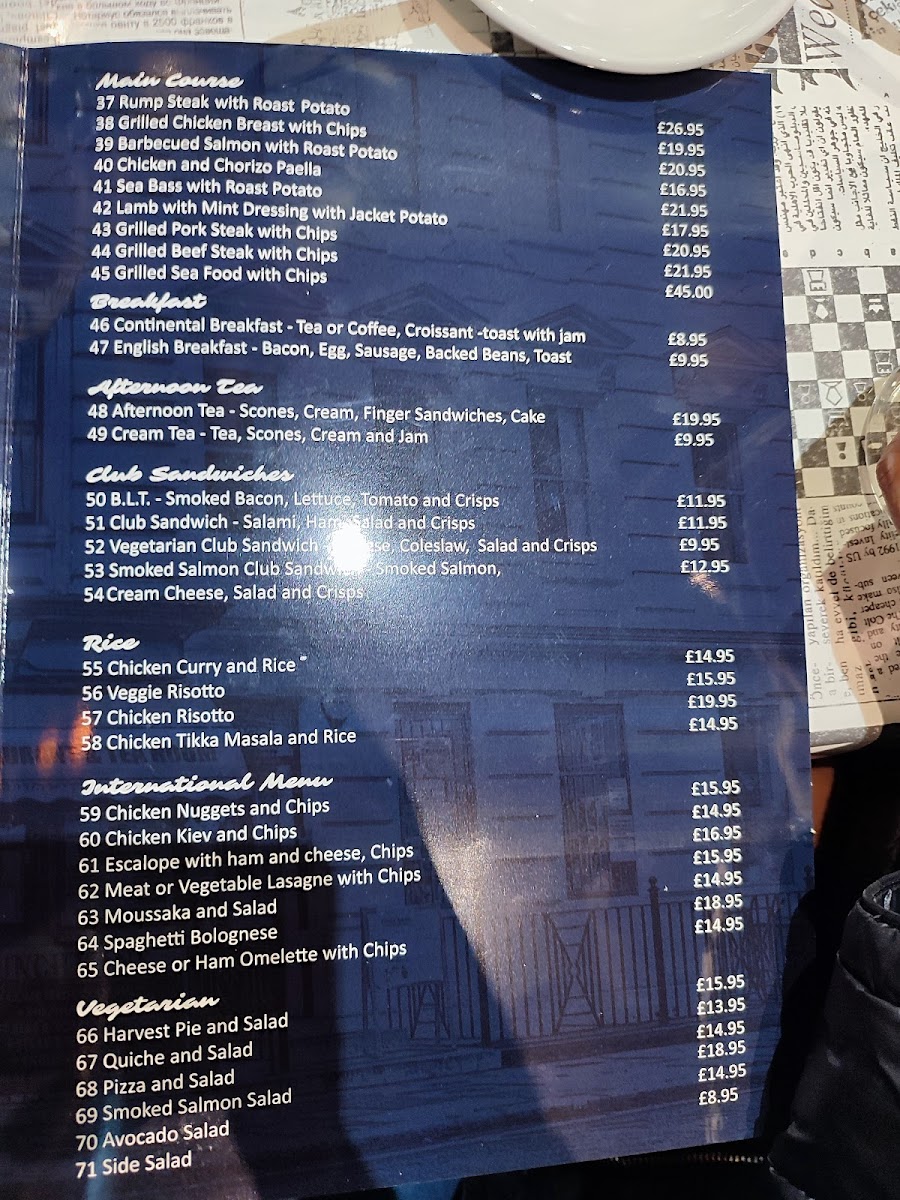 Main Course
37 Rump Steak with Roast Potato £26.95
38 Grilled Chicken Breast with Chips £19.95
39 Barbecued Salmon with Roast Potato £20.95
40 Chicken and Chorizo Paella £16.95
41 Sea Bass with Roast Potato £21.95
42 Lamb with Mint Dressing with Jacket Potato £17.95
43 Grilled Pork Steak with Chips £20.95
44 Grilled Beef Steak with Chips £21.95
45 Grilled Sea Food with Chips £45.00
Breakfast
46 Continental Breakfast - Tea or Coffee, Croissant -toast with jam £8.95
47 English Breakfast - Bacon, Egg, Sausage, Backed Beans, Toast £9.95
Afternoon Tea
48 Afternoon Tea - Scones, Cream, Finger Sandwiches, Cake £19.95
49 Cream Tea - Tea, Scones, Cream and Jam £9.95
Club Sandwiches
50 B.L.T. - Smoked Bacon, Lettuce, Tomato and Crisps £11.95
51 Club Sandwich - Salami, Ham, Salad and Crisps £11.95
52 Vegetarian Club Sandwich Coleslaw, Salad and Crisps £9.95
53 Smoked Salmon Club Sandwich Smoked Salmon, £12.95
54 Cream Cheese, Salad and Crisps
Rice
55 Chicken Curry and Rice £14.95
56 Veggie Risotto £15.95
57 Chicken Risotto £19.95
58 Chicken Tikka Masala and Rice £14.95
International Menu
59 Chicken Nuggets and Chips £15.95
60 Chicken Kiev and Chips £14.95
61 Escalope with ham and cheese, Chips £16.95
62 Meat or Vegetable Lasagne with Chips £15.95
63 Moussaka and Salad £14.95
64 Spaghetti Bolognese £18.95
65 Cheese or Ham Omelette with Chips £14.95
Vegetarian
66 Harvest Pie and Salad £15.95
67 Quiche and Salad £13.95
68 Pizza and Salad £14.95
69 Smoked Salmon Salad £18.95
70 Avocado Salad £14.95
71 Side Salad £8.95